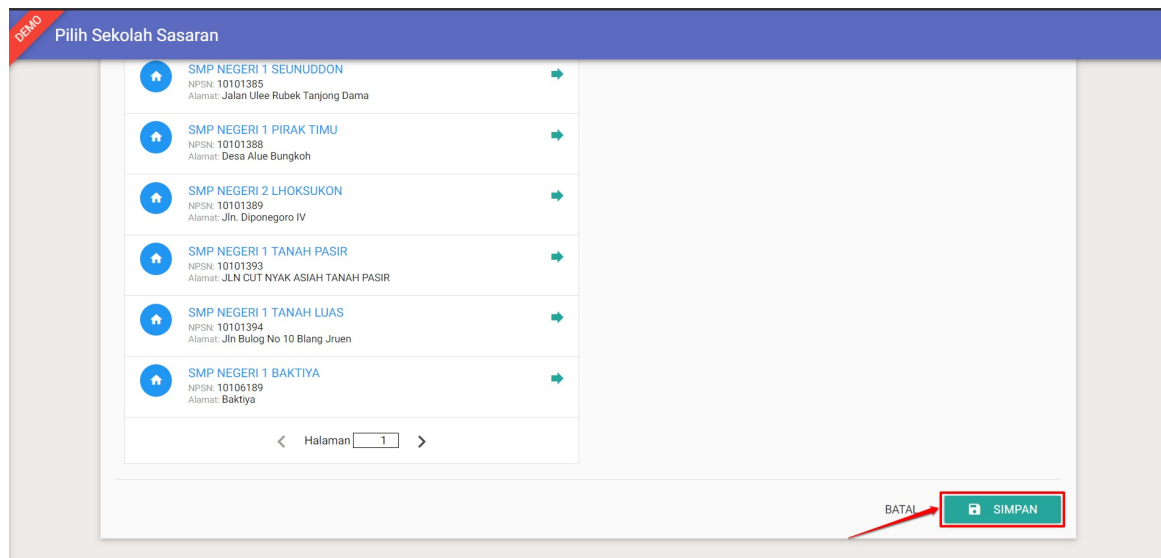 DEMO
Pilih Sekolah Sasaran
SMP NEGERI 1 SEUNUDDON
NPSN: 10101385
Alamat: Jalan Ulee Rubek Tanjong Dama
SMP NEGERI 1 PIRAK TIMU
NPSN: 10101388
Alamat: Desa Alue Bungkoh
SMP NEGERI 2 LHOKSUKON
NPSN: 10101389
Alamat: Jln. Diponegoro IV
SMP NEGERI 1 TANAH PASIR
NPSN: 10101393
Alamat: JLN CUT NYAK ASIAH TANAH PASIR
SMP NEGERI 1 TANAH LUAS
NPSN: 10101394
Alamat: Jln Bulog No 10 Blang Jruen
SMP NEGERI 1 BAKTIYA
NPSN: 10106189
Alamat: Baktiya
Halaman 1
BATAL SIMPAN